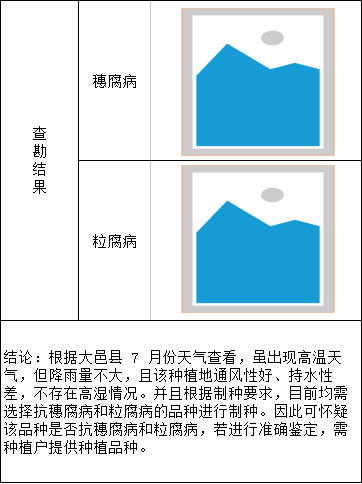 穗腐病
查
勘
结
果
粒腐病
结论：根据大邑县 7 月份天气查看，虽出现高温天
气，但降雨量不大，且该种植地通风性好、持水性
差，不存在高湿情况。并且根据制种要求，目前均需
选择抗穗腐病和粒腐病的品种进行制种。因此可怀疑
该品种是否抗穗腐病和粒腐病，若进行准确鉴定，需
种植户提供种植品种。